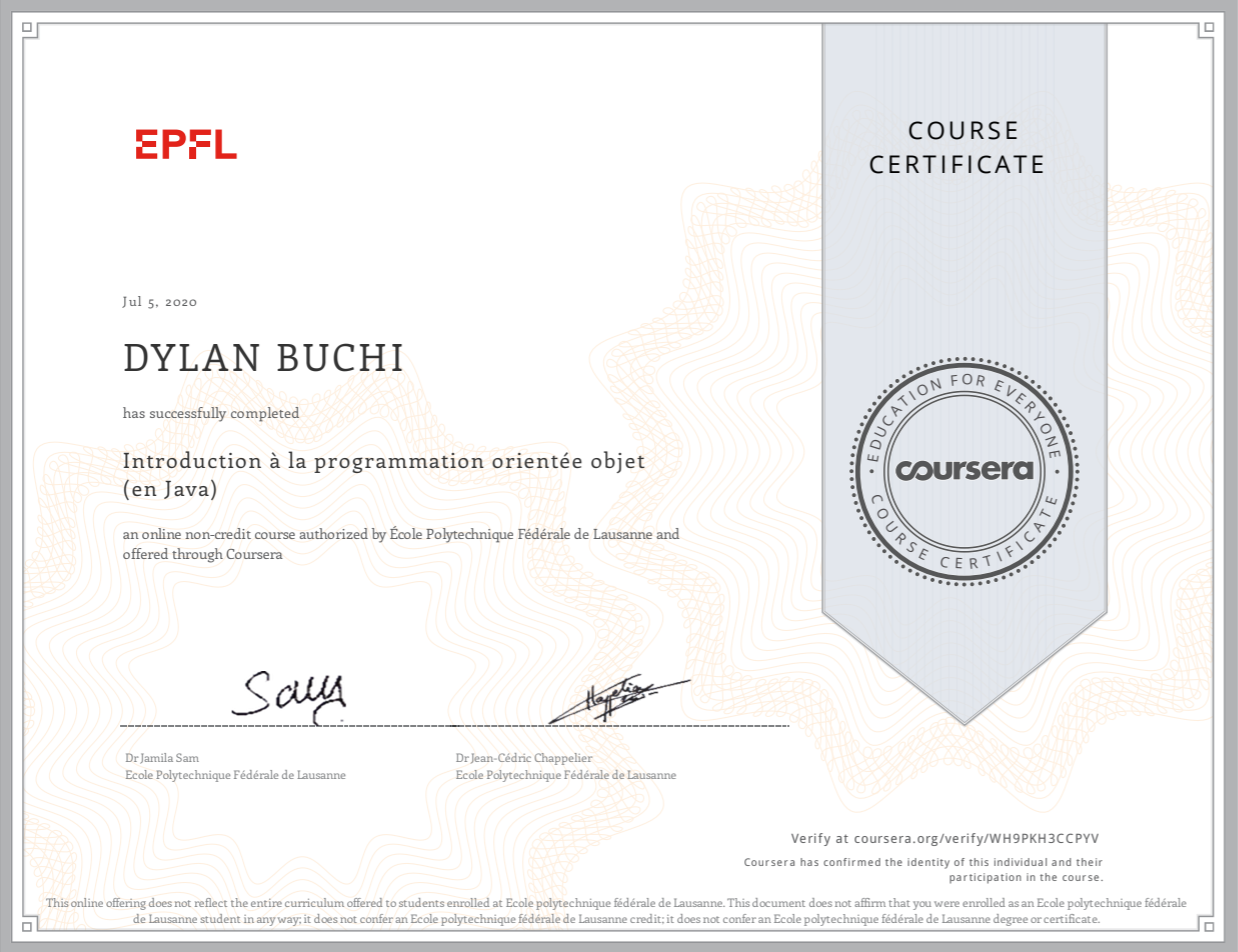 EPFL
COURSE
CERTIFICATE
Jul 5, 2020
DYLAN BUCHI
has successfully completed
Introduction à la programmation orientée objet
(en Java)
an online non-credit course authorized by École Polytechnique Fédérale de Lausanne and
offered through Coursera
EDUCATION FOR EVERYONE
coursera
COURSE CERTIFICATE
Dr Jamila Sam
Ecole Polytechnique Fédérale de Lausanne
Dr Jean-Cédric Chappelier
Ecole Polytechnique Fédérale de Lausanne
Verify at coursera.org/verify/WH9PKH3CCPYV
Coursera has confirmed the identity of this individual and their
participation in the course.
This online offering does not reflect the entire curriculum offered to students enrolled at Ecole polytechnique fédérale de Lausanne. This document does not affirm that you were enrolled as an Ecole polytechnique fédérale
de Lausanne student in any way; it does not confer an Ecole polytechnique fédérale de Lausanne credit; it does not confer an Ecole polytechnique fédérale de Lausanne degree or certificate.